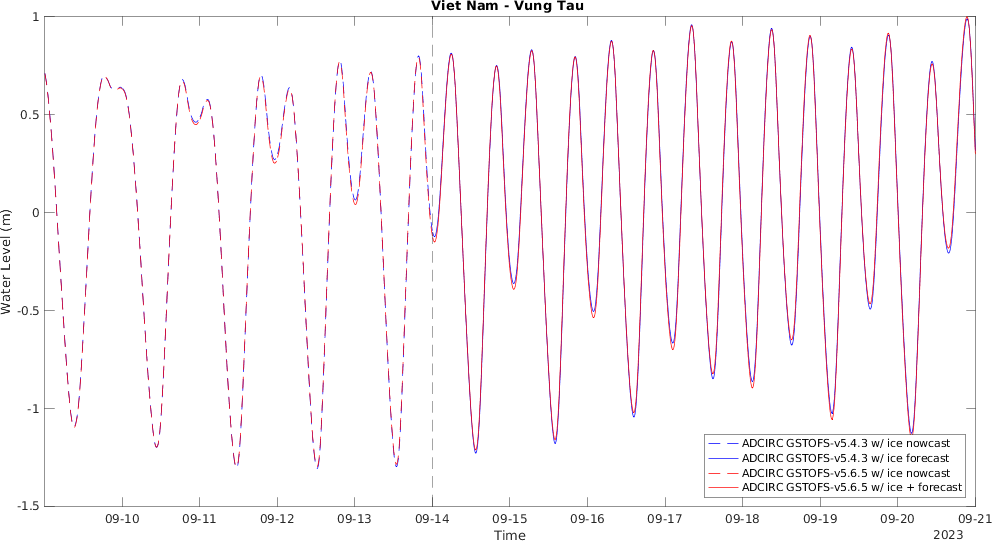 Viet Nam - Vung Tau
1
0.5
0
-0.5
-1
-1.5
Water Level (m)
ADCIRC GSTOFS-v5.4.3 w/ ice nowcast
ADCIRC GSTOFS-v5.4.3 w/ ice forecast
ADCIRC GSTOFS-v5.6.5 w/ ice nowcast
ADCIRC GSTOFS-v5.6.5 w/ ice + forecast
09-10 09-11 09-12 09-13 09-14 09-15 09-16 09-17 09-18 09-19 09-20 09-21
Time
2023